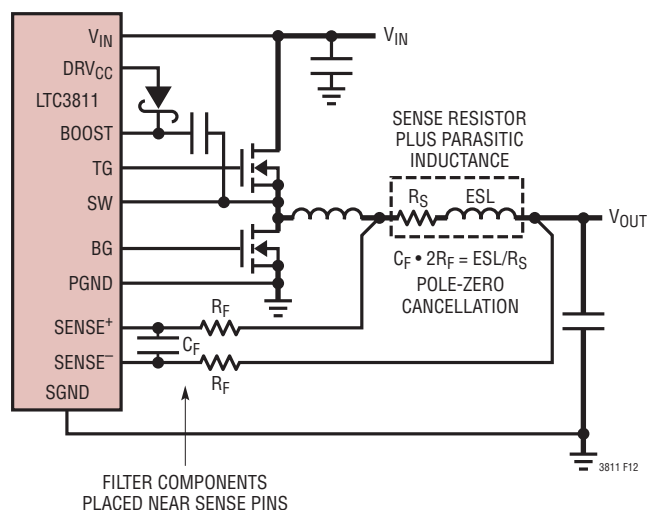 V_IN
V_IN
DRV_CC
LTC3811
BOOST
TG
SW
BG
PGND
SENSE+
SENSE–
SGND
SENSE RESISTOR
PLUS PARASITIC
INDUCTANCE
R_S ESL
V_OUT
C_F • 2R_F = ESL/R_S
POLE-ZERO
CANCELLATION
R_F
C_F
R_F
FILTER COMPONENTS
PLACED NEAR SENSE PINS
3811 F12